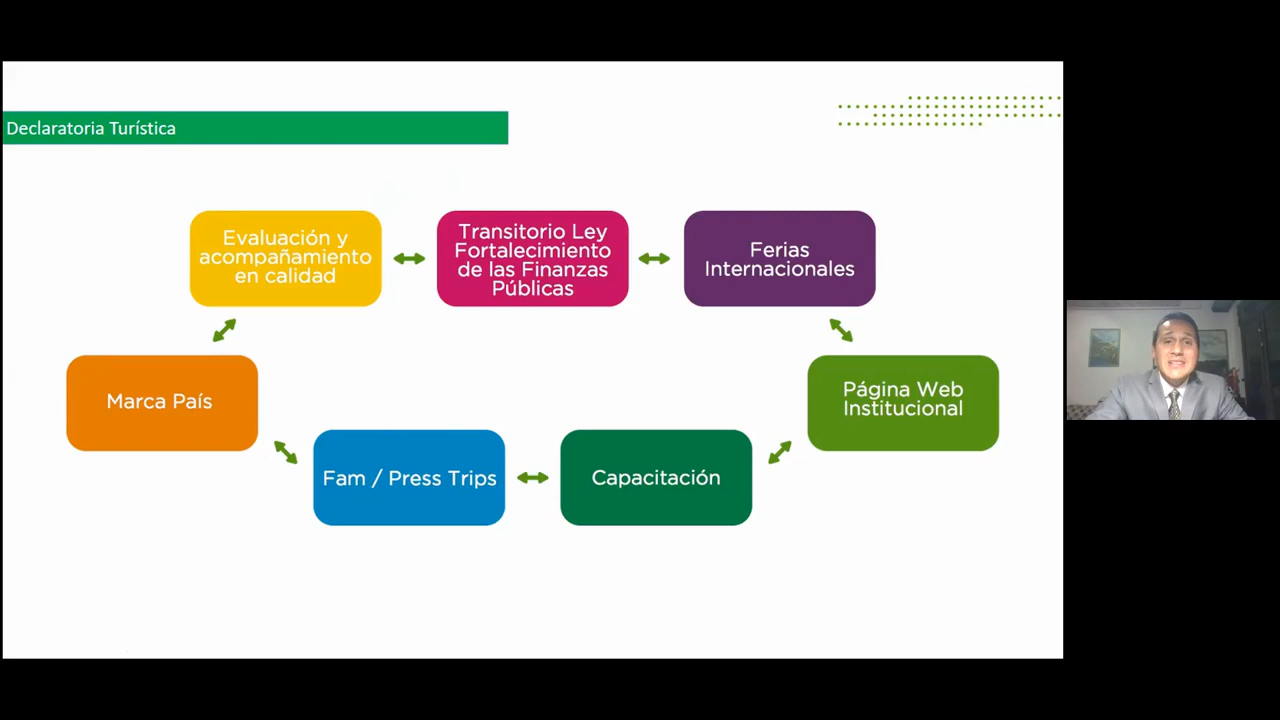 Declaratoria Turística
Evaluación y
acompañamiento
en calidad
Transitorio Ley
Fortalecimiento
de las Finanzas
Públicas
Ferias
Internacionales
Marca País
Página Web
Institucional
Fam / Press Trips
Capacitación